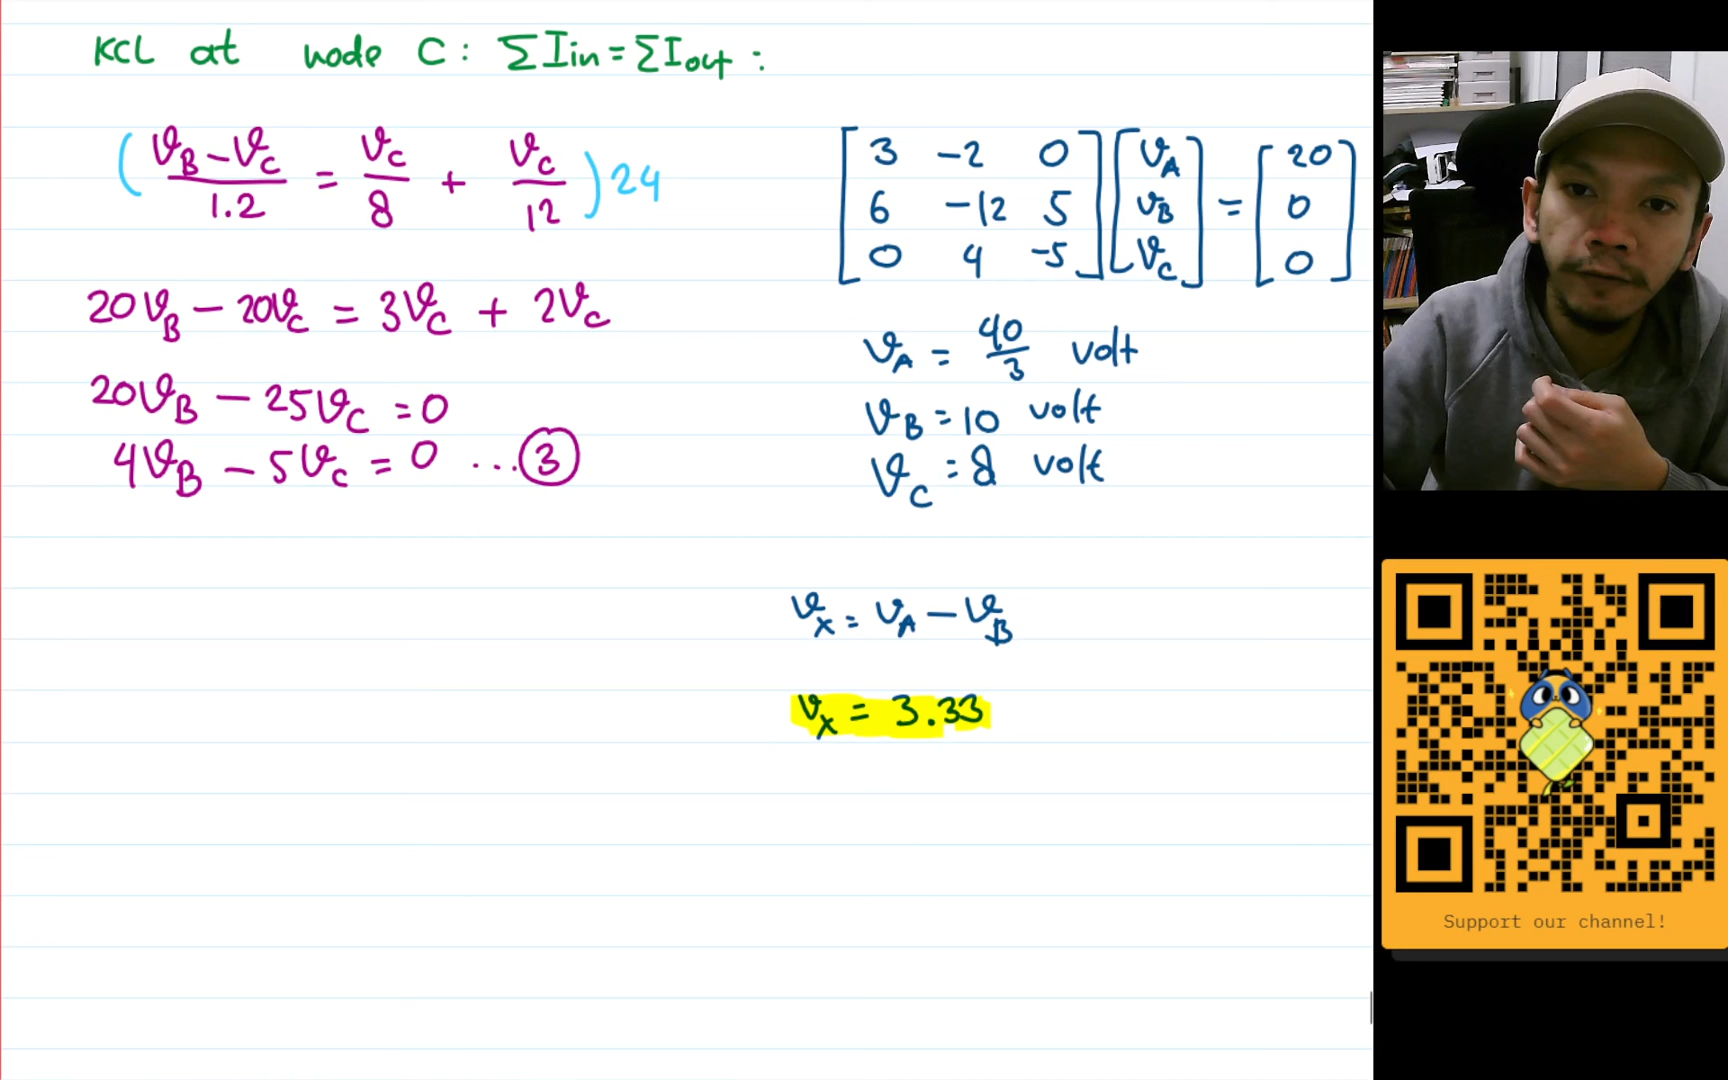 KCL at node C: ΣIin = ΣIout :
(VB - VC / 1.2 = VC / 8 + VC / 12) 24
20VB - 20VC = 3VC + 2VC
20VB - 25VC = 0
4VB - 5VC = 0 ...③
[3 -2 0] [VA] = [20]
[6 -12 5] [VB] = [0]
[0 4 -5] [VC] = [0]
VA = 40/3 volt
VB = 10 volt
VC = 8 volt
Vx = VA - VB
Vx = 3.33
Support our channel!